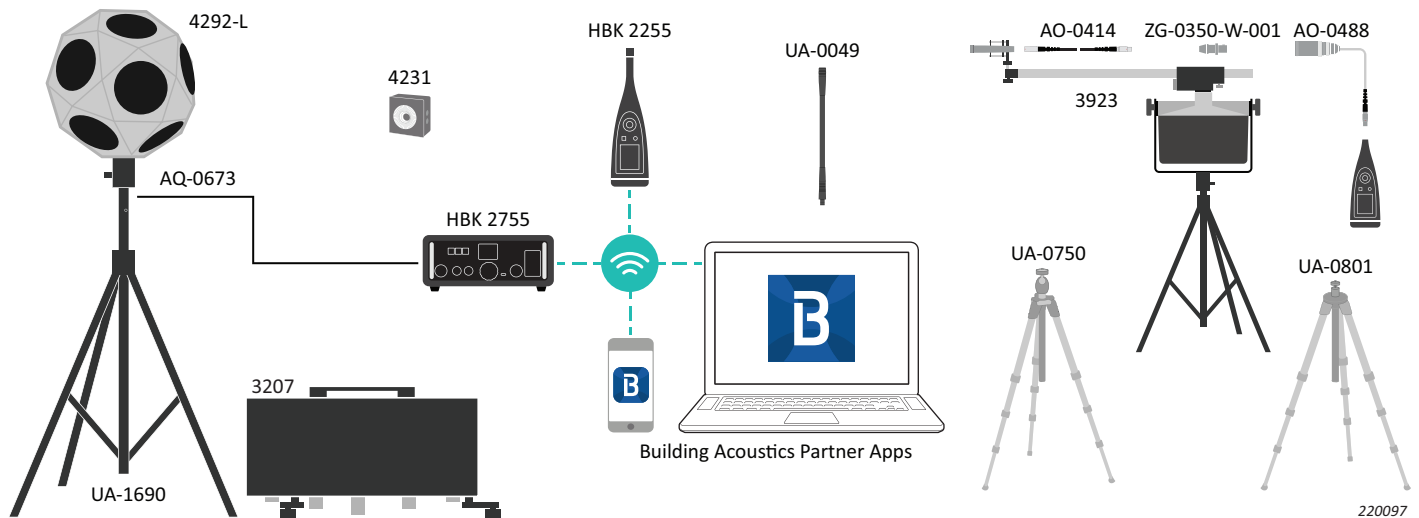 4292-L
HBK 2255
AO-0414
ZG-0350-W-001
AO-0488
UA-0049
4231
3923
AQ-0673
HBK 2755
UA-0750
UA-0801
B
B
3207
Building Acoustics Partner Apps
UA-1690
220097